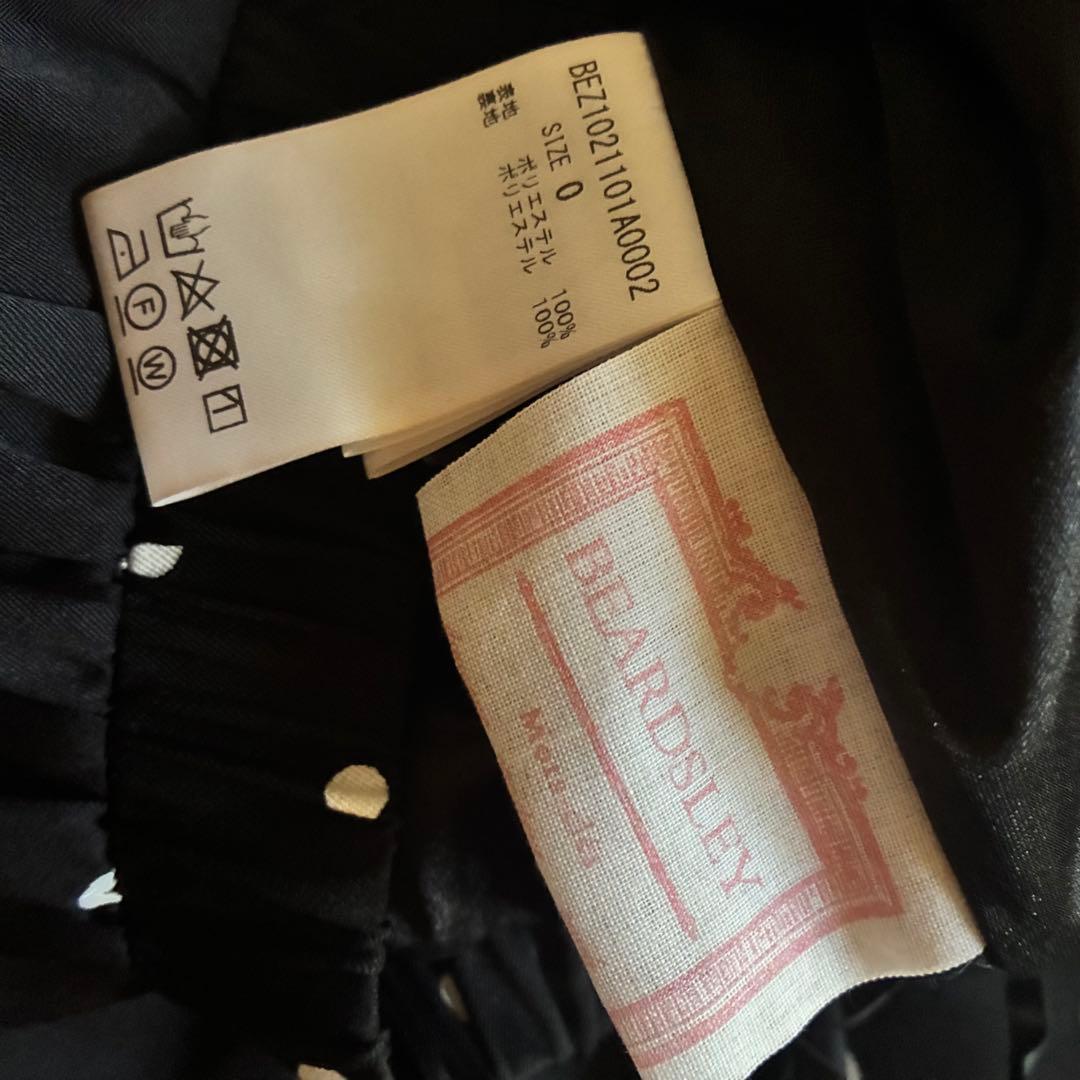 BEZ1021101A0002
SIZE 0
表地 ポリエステル 100%
裏地 ポリエステル 100%
F
W
BEARDSLEY